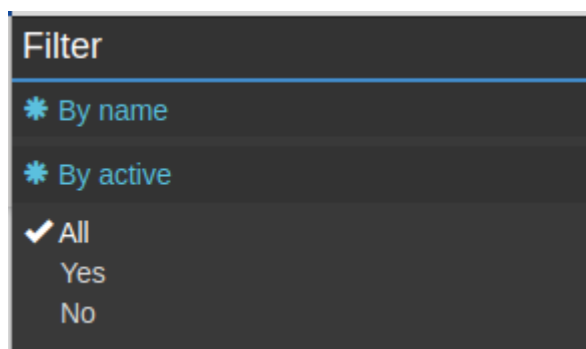 Filter
By name
By active
All
Yes
No